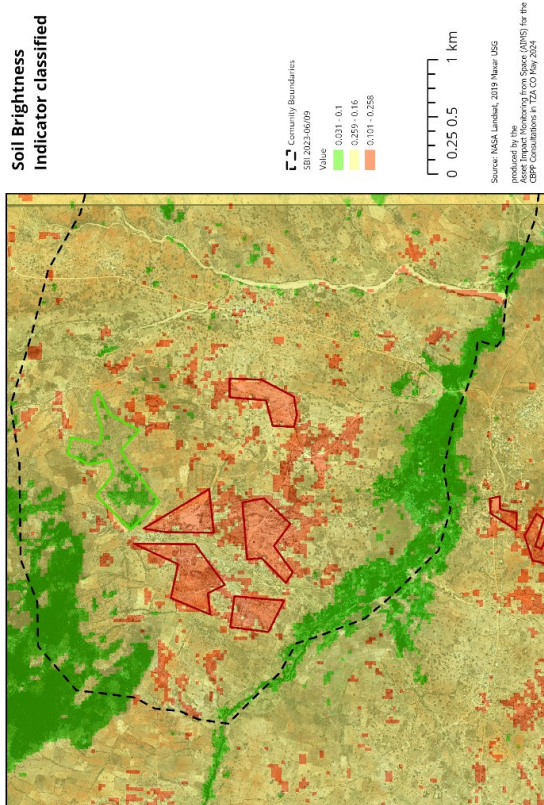 Soil Brightness
Indicator classified
Comunity Boundaries
SBI 2023-06/09
Value
0.031 - 0.1
0.259 - 0.16
0.101 - 0.258
0 0.25 0.5 1 km
Source: NASA Landsat, 2019 Maxar USG
produced by the
Asset Impact Monitoring from Space (AIMS) for the
CBPP Consultations in TZA CO May 2024